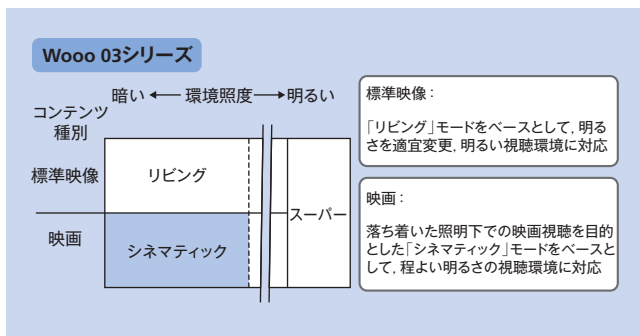 Wooo 03シリーズ
暗い ← 環境照度 → 明るい
コンテンツ
種別
標準映像
リビング
スーパー
映画
シネマティック
標準映像：
「リビング」モードをベースとして，明る
さを適宜変更，明るい視聴環境に対応
映画：
落ち着いた照明下での映画視聴を目的
とした「シネマティック」モードをベースと
して，程よい明るさの視聴環境に対応